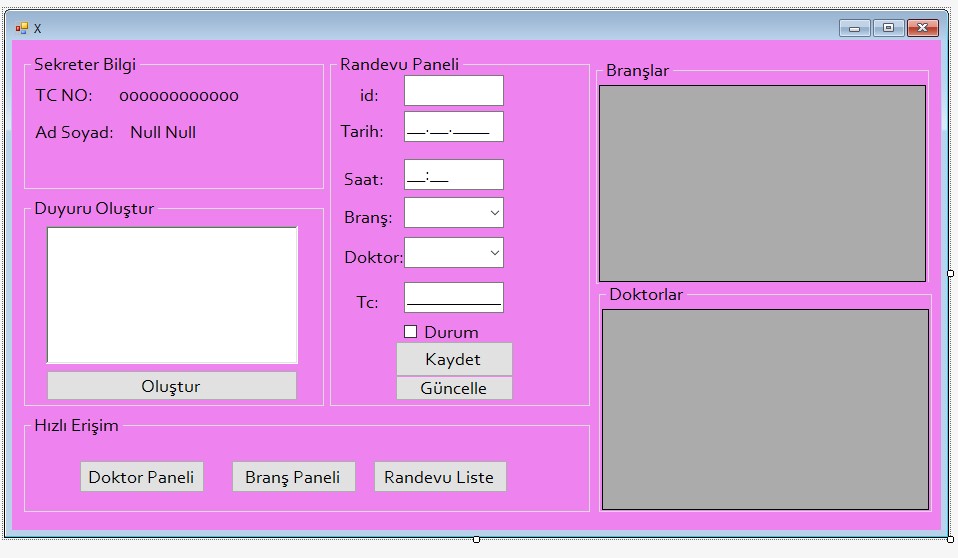 X
Sekreter Bilgi
TC NO: 000000000000
Ad Soyad: Null Null
Duyuru Oluştur
Oluştur
Randevu Paneli
id:
Tarih: __.__.____
Saat: __:__
Branş:
Doktor:
Tc: ___________
Durum
Kaydet
Güncelle
Hızlı Erişim
Doktor Paneli Branş Paneli Randevu Liste
Branşlar
Doktorlar